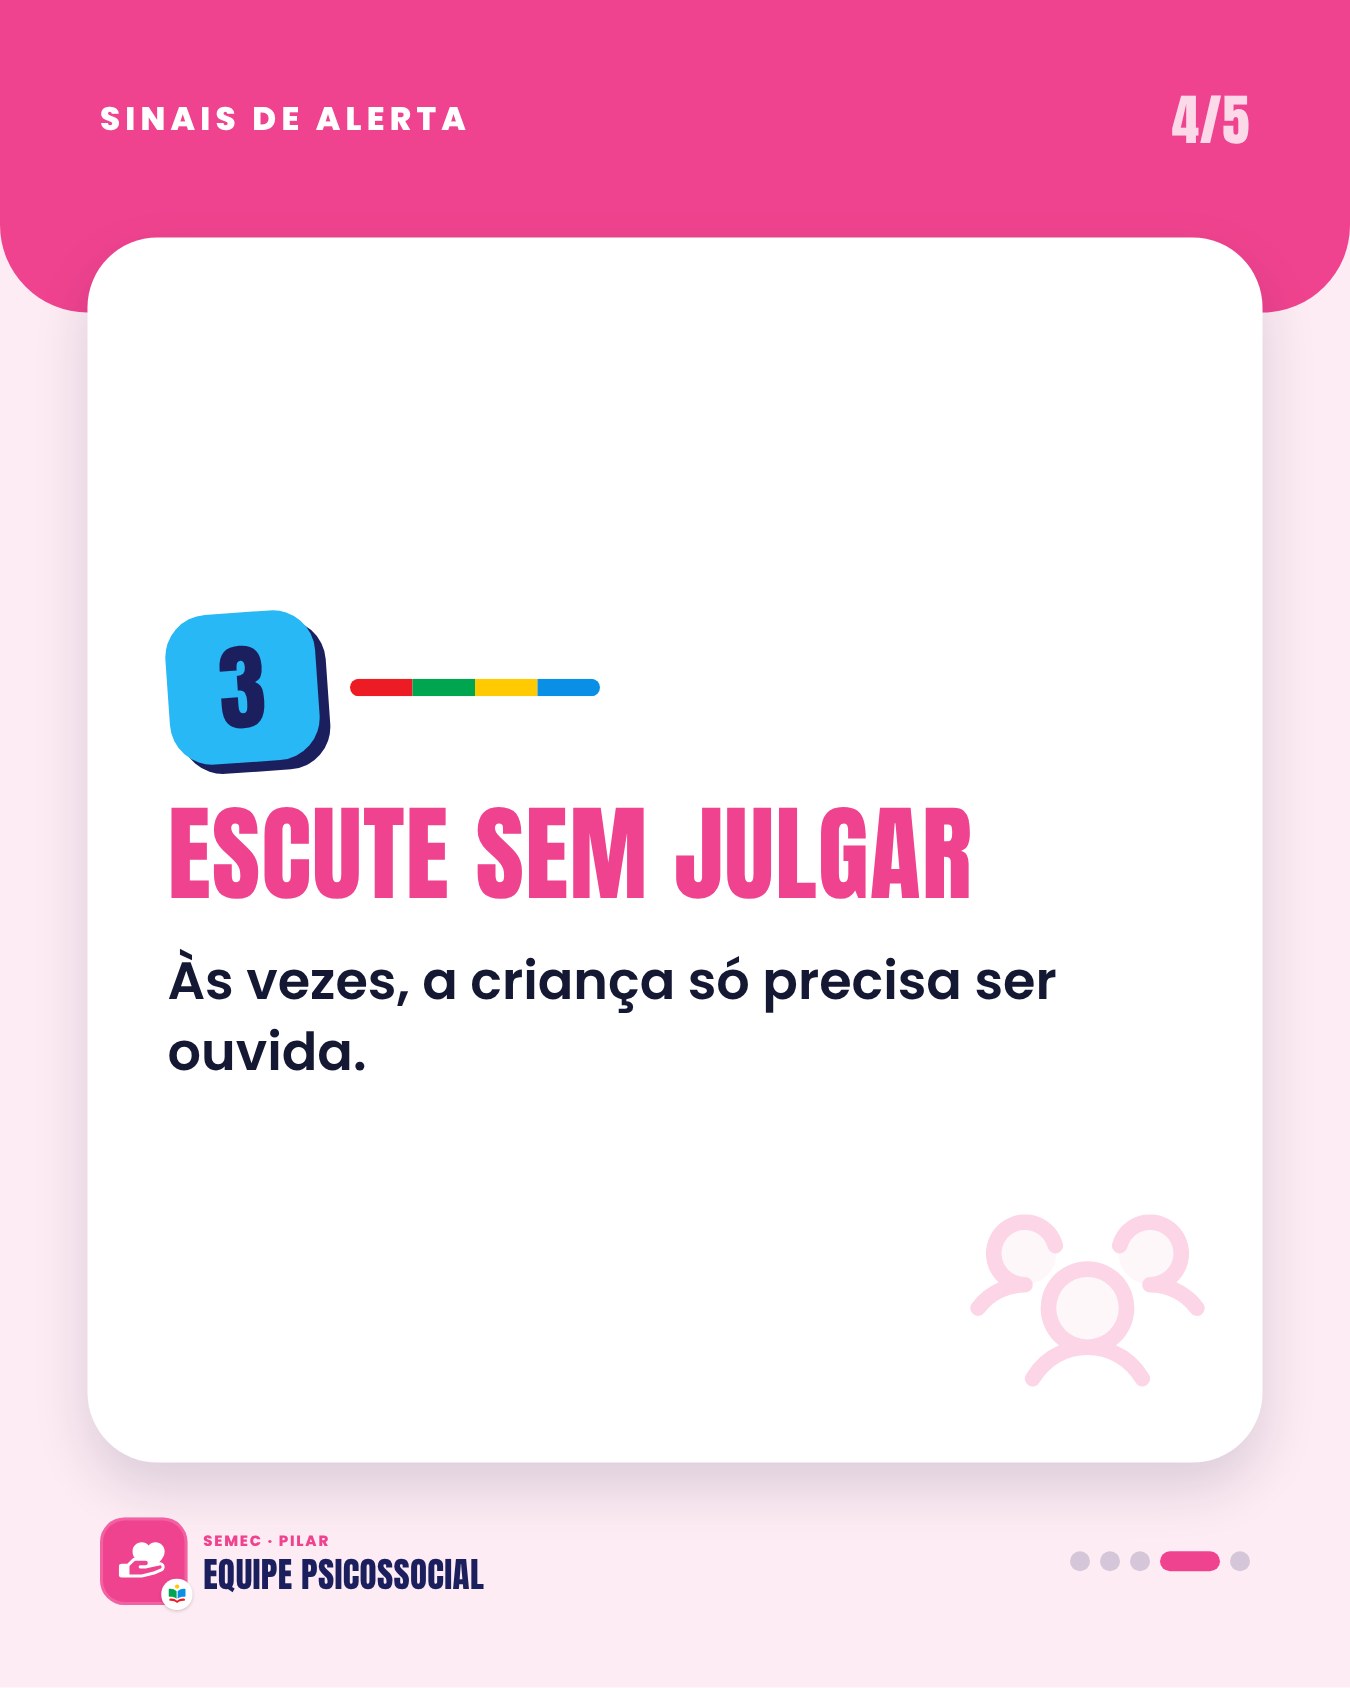 SINAIS DE ALERTA
4/5
3
ESCUTE SEM JULGAR
Às vezes, a criança só precisa ser
ouvida.
SEMEC · PILAR
EQUIPE PSICOSSOCIAL